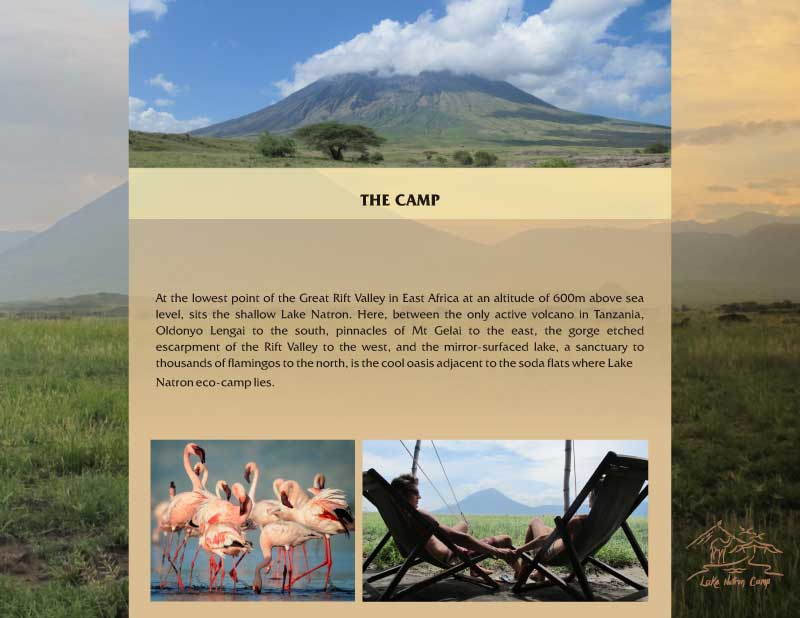 THE CAMP
At the lowest point of the Great Rift Valley in East Africa at an altitude of 600m above sea
level, sits the shallow Lake Natron. Here, between the only active volcano in Tanzania,
Oldonyo Lengai to the south, pinnacles of Mt Gelai to the east, the gorge etched
escarpment of the Rift Valley to the west, and the mirror-surfaced lake, a sanctuary to
thousands of flamingos to the north, is the cool oasis adjacent to the soda flats where Lake
Natron eco-camp lies.
Lake Natron Camp